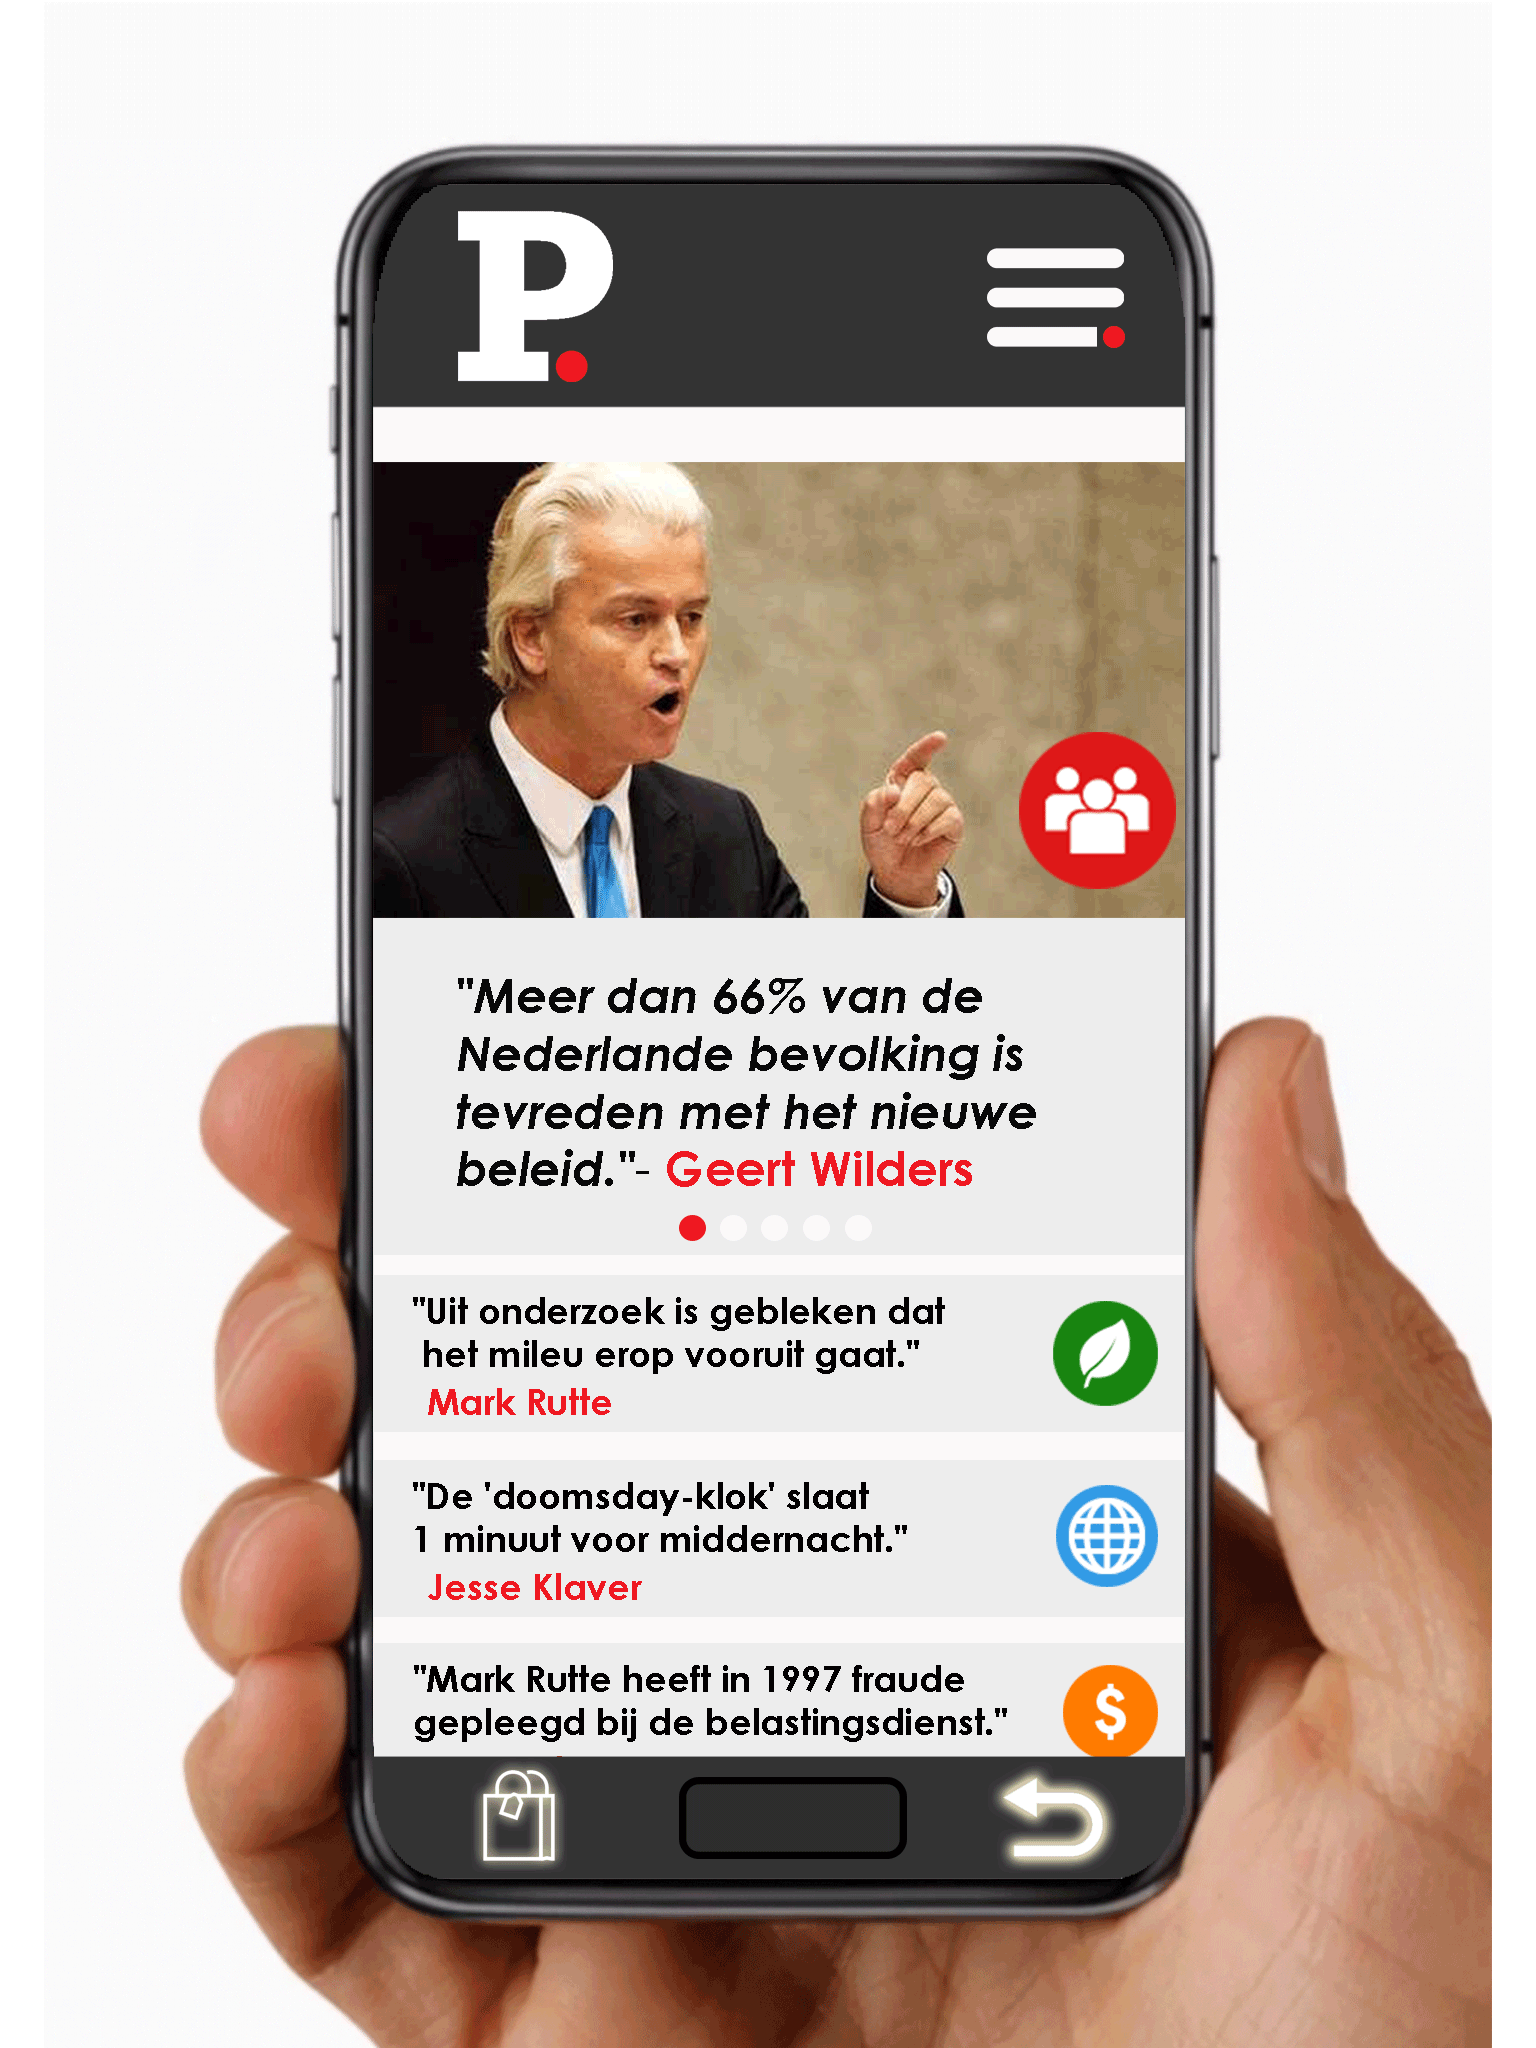 P.
"Meer dan 66% van de
Nederlande bevolking is
tevreden met het nieuwe
beleid."- Geert Wilders
"Uit onderzoek is gebleken dat
het mileu erop vooruit gaat."
Mark Rutte
"De 'doomsday-klok' slaat
1 minuut voor middernacht."
Jesse Klaver
"Mark Rutte heeft in 1997 fraude
gepleegd bij de belastingsdienst."
$